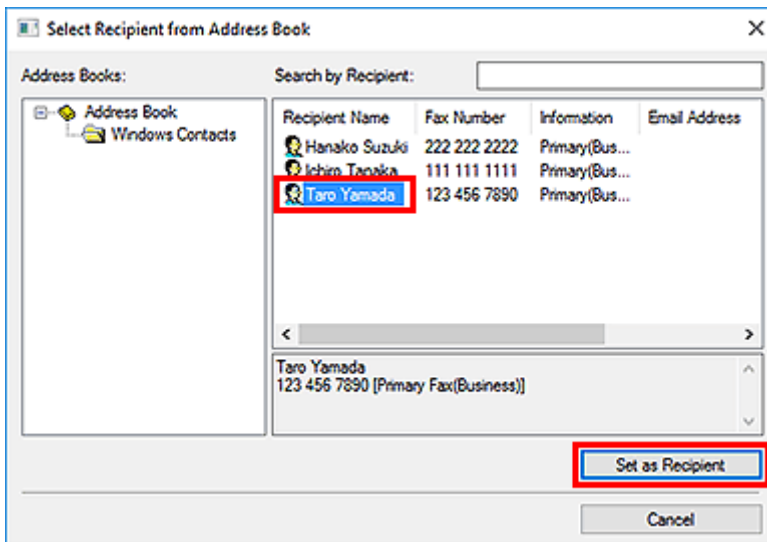 Select Recipient from Address Book
Address Books:
Search by Recipient:
Address Book
Windows Contacts
Recipient Name Fax Number Information Email Address
Hanako Suzuki 222 222 2222 Primary(Bus...
Ichiro Tanaka 111 111 1111 Primary(Bus...
Taro Yamada 123 456 7890 Primary(Bus...
Taro Yamada
123 456 7890 [Primary Fax(Business)]
Set as Recipient
Cancel